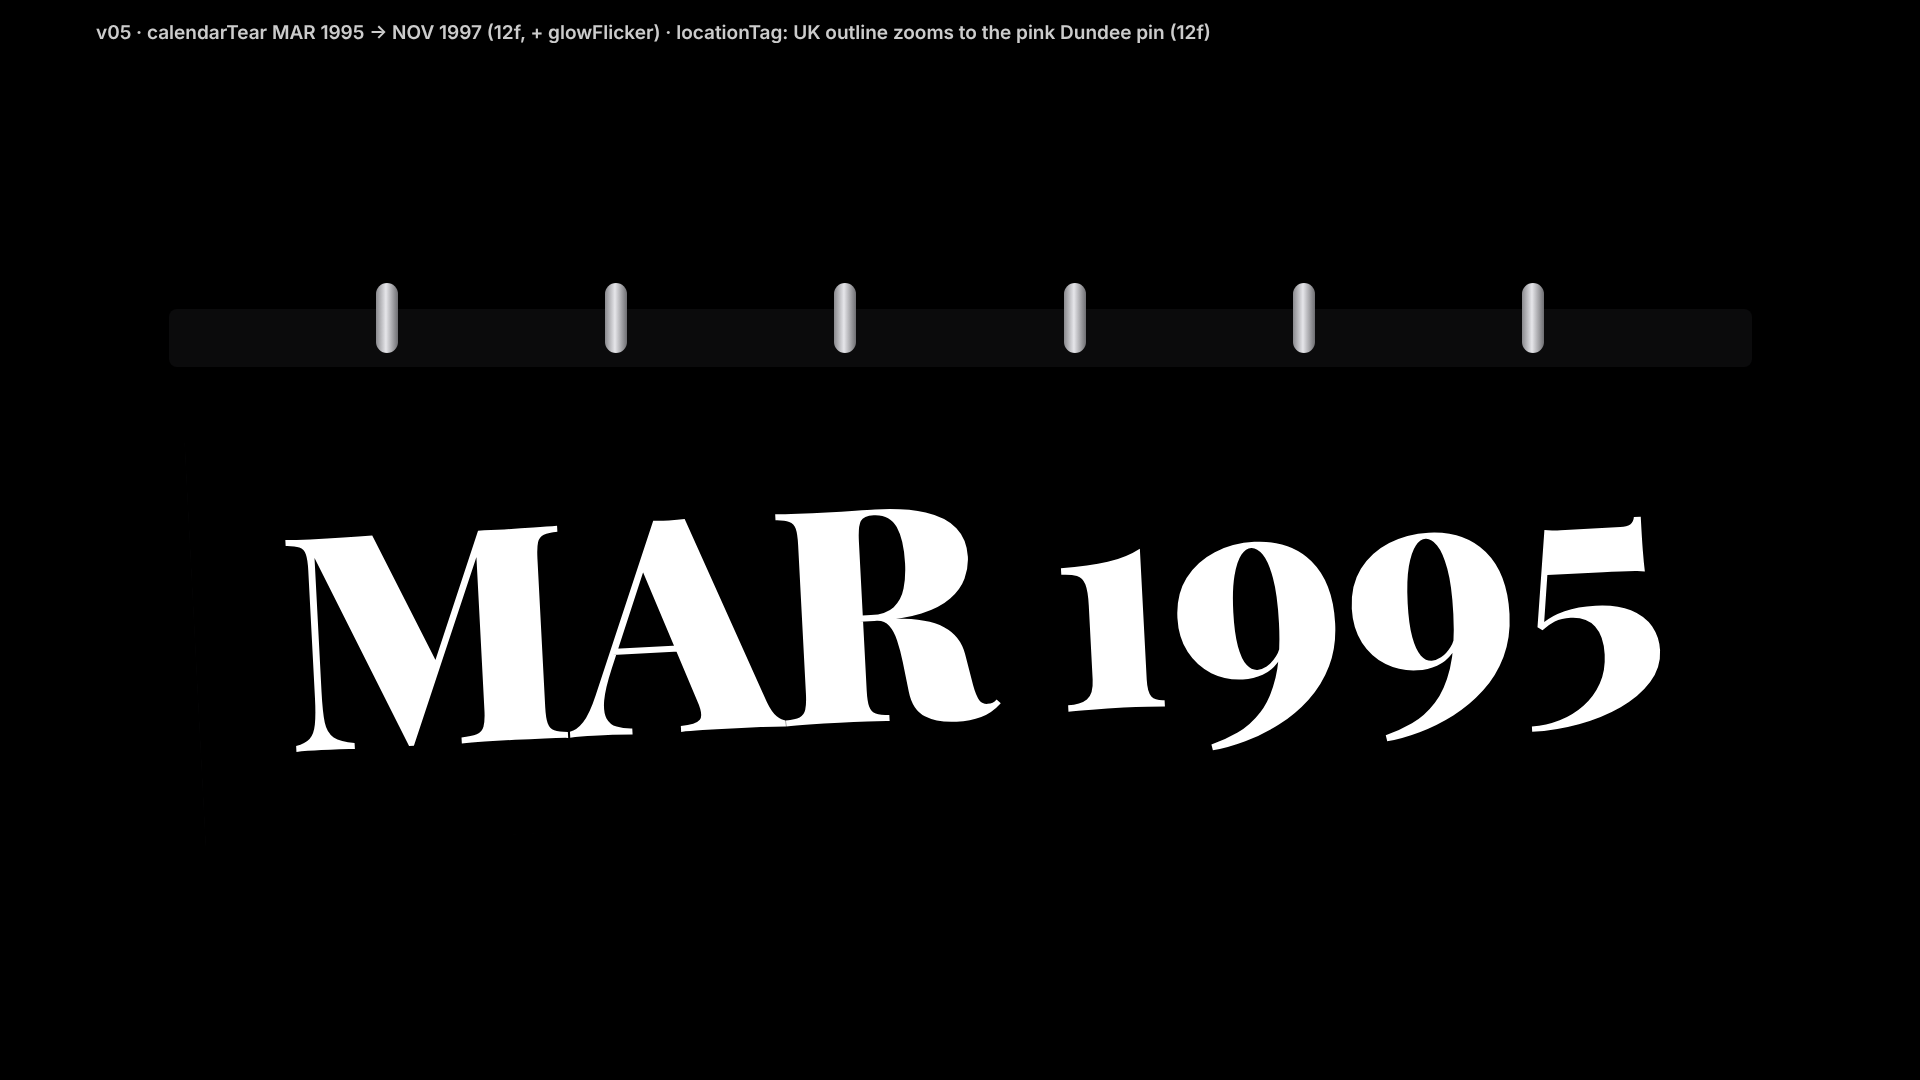 v05 · calendarTear MAR 1995 → NOV 1997 (12f, + glowFlicker) · locationTag: UK outline zooms to the pink Dundee pin (12f)
MAR 1995